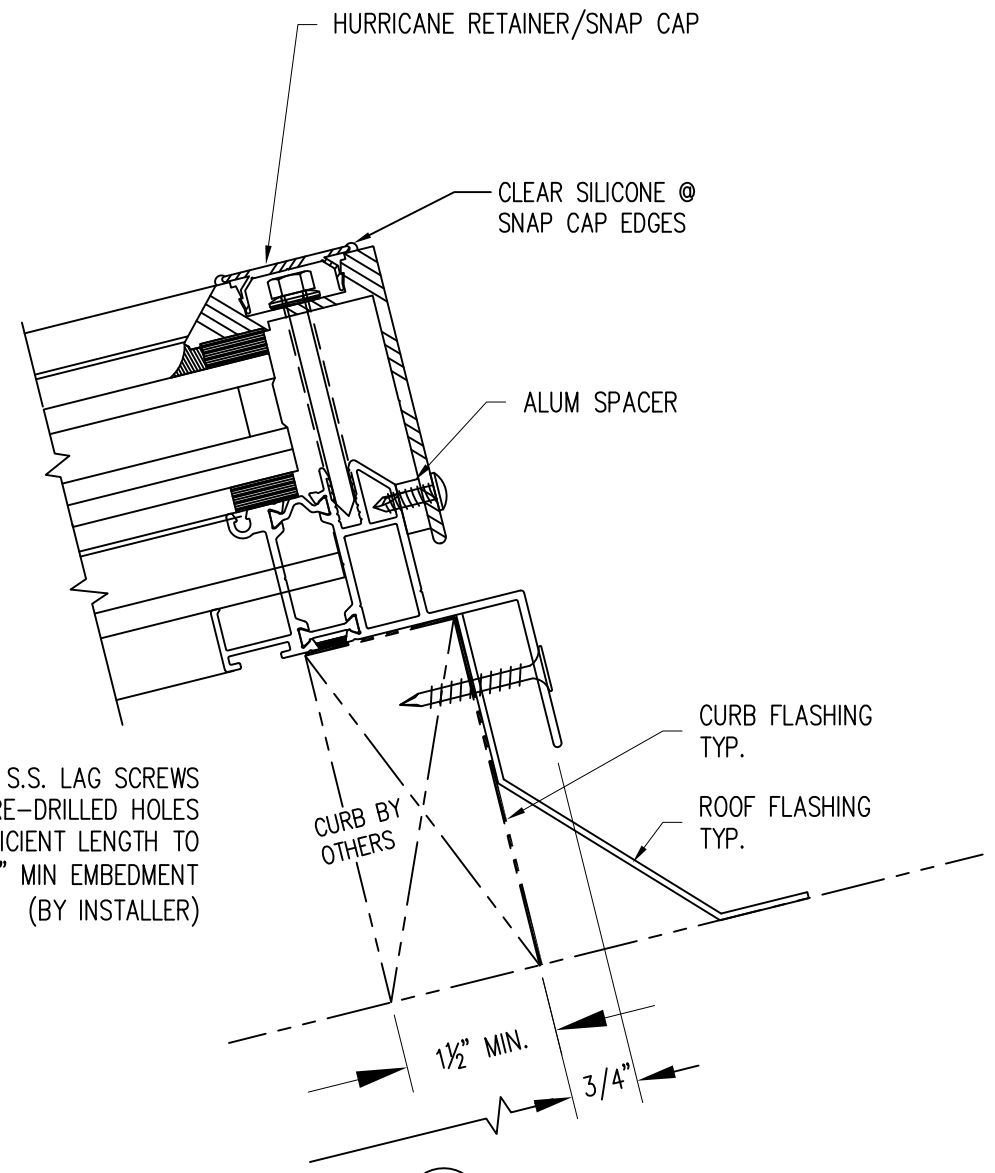 HURRICANE RETAINER/SNAP CAP
CLEAR SILICONE @
SNAP CAP EDGES
ALUM SPACER
CURB FLASHING
TYP.
ROOF FLASHING
TYP.
CURB BY
OTHERS
S.S. LAG SCREWS
RE-DRILLED HOLES
ICIENT LENGTH TO
" MIN EMBEDMENT
(BY INSTALLER)
1½" MIN.
3/4"